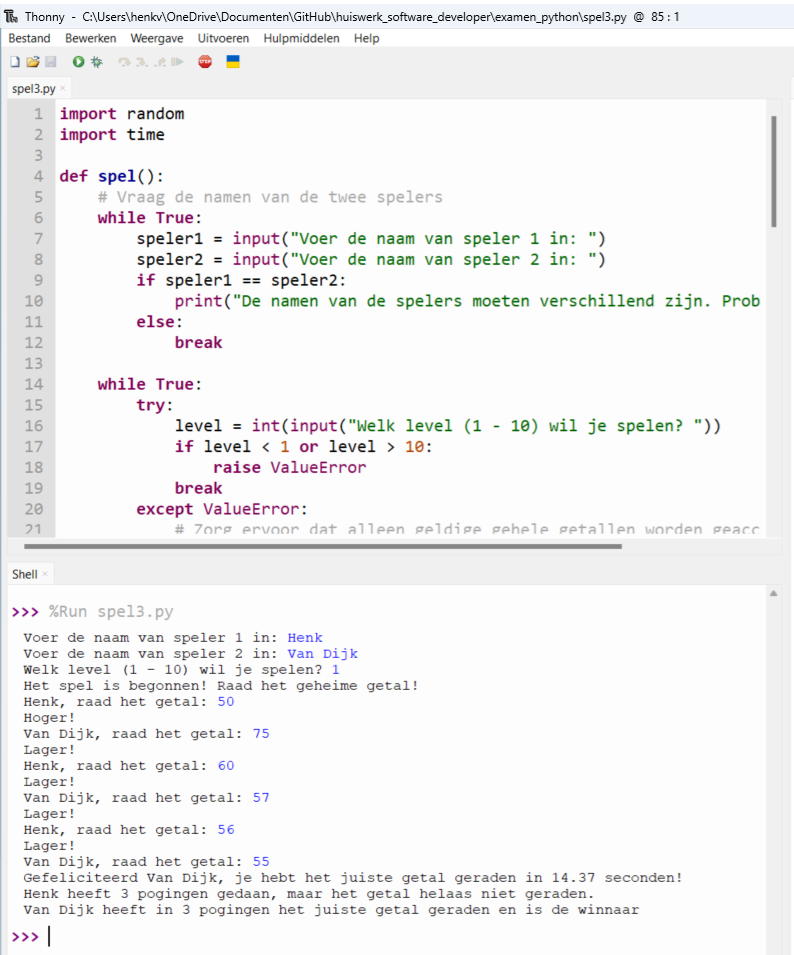 Thonny - C:\Users\henkv\OneDrive\Documenten\GitHub\huiswerk_software_developer\examen_python\spel3.py @ 85:1
Bestand Bewerken Weergave Uitvoeren Hulpmiddelen Help
STOP
spel3.py ×
1 import random
2 import time
3
4 def spel():
5     # Vraag de namen van de twee spelers
6     while True:
7         speler1 = input("Voer de naam van speler 1 in: ")
8         speler2 = input("Voer de naam van speler 2 in: ")
9         if speler1 == speler2:
10             print("De namen van de spelers moeten verschillend zijn. Prob
11         else:
12             break
13
14     while True:
15         try:
16             level = int(input("Welk level (1 - 10) wil je spelen? "))
17             if level < 1 or level > 10:
18                 raise ValueError
19             break
20         except ValueError:
21             # Zorg ervoor dat alleen geldige gehele getallen worden geacc
Shell ×
>>> %Run spel3.py
Voer de naam van speler 1 in: Henk
Voer de naam van speler 2 in: Van Dijk
Welk level (1 - 10) wil je spelen? 1
Het spel is begonnen! Raad het geheime getal!
Henk, raad het getal: 50
Hoger!
Van Dijk, raad het getal: 75
Lager!
Henk, raad het getal: 60
Lager!
Van Dijk, raad het getal: 57
Lager!
Henk, raad het getal: 56
Lager!
Van Dijk, raad het getal: 55
Gefeliciteerd Van Dijk, je hebt het juiste getal geraden in 14.37 seconden!
Henk heeft 3 pogingen gedaan, maar het getal helaas niet geraden.
Van Dijk heeft in 3 pogingen het juiste getal geraden en is de winnaar
>>>